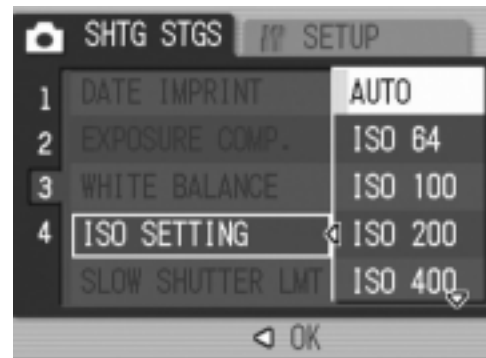 SHTG STGS SETUP
1 DATE IMPRINT AUTO
2 EXPOSURE COMP. ISO 64
3 WHITE BALANCE ISO 100
4 ISO SETTING ISO 200
SLOW SHUTTER LMT ISO 400
OK